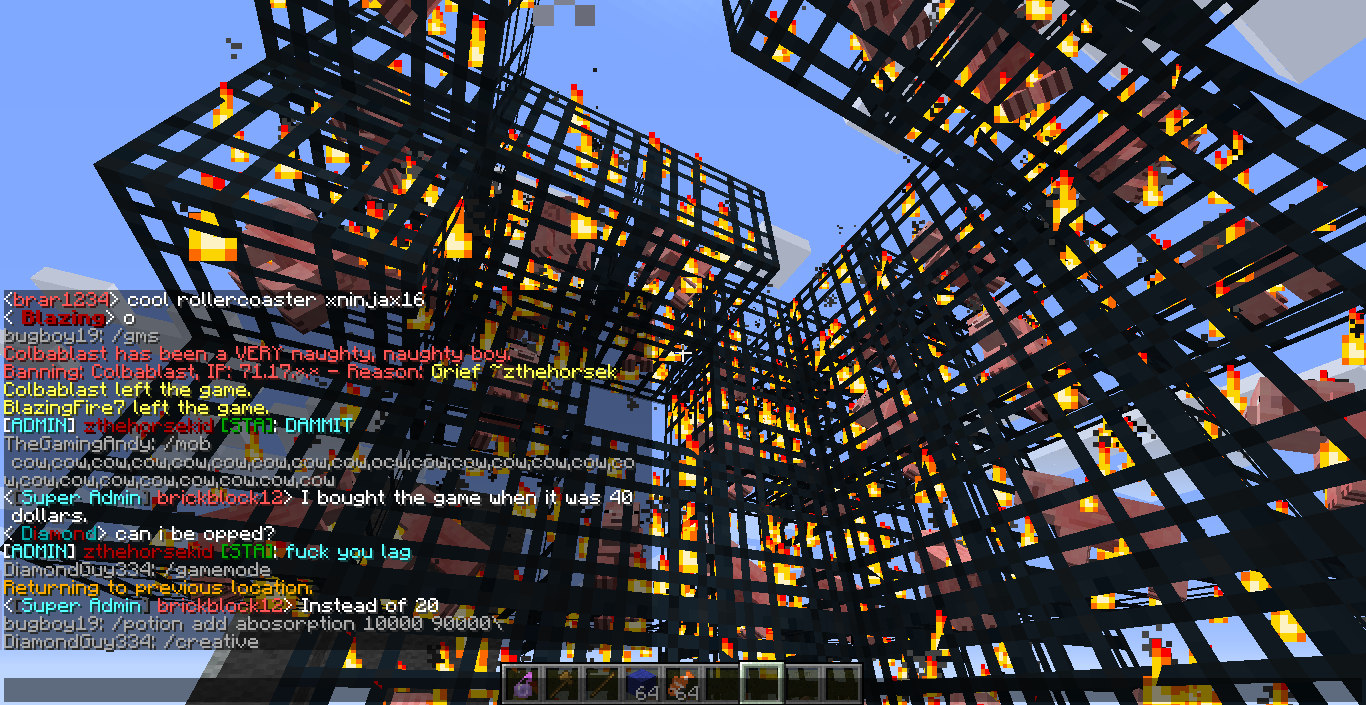 <brar1234> cool rollercoaster xninjax16
< Blazing> o
bugboy19: /gms
Colbablast has been a VERY naughty, naughty boy.
Banning: Colbablast, IP: 71.17.x.x - Reason: Grief ~zthehorsek
Colbablast left the game.
BlazingFire7 left the game.
[ADMIN] zthehorsekid [STA]: DAMMIT
TheGamingAndy: /mob
cow,cow,cow,cow,cow,cow,cow,cow,cow,ocw,cow,cow,cow,cow,cow,co
w,cow,cow,cow,cow,cow,cow,cow,cow
<[Super Admin] brickblock12> I bought the game when it was 40
dollars.
< Diamond> can i be opped?
[ADMIN] zthehorsekid [STA]: fuck you lag
DiamondGuy334: /gamemode
Returning to previous location.
<[Super Admin] brickblock12> Instead of 20
bugboy19: /potion add abosorption 10000 90000\
DiamondGuy334: /creative
64
64